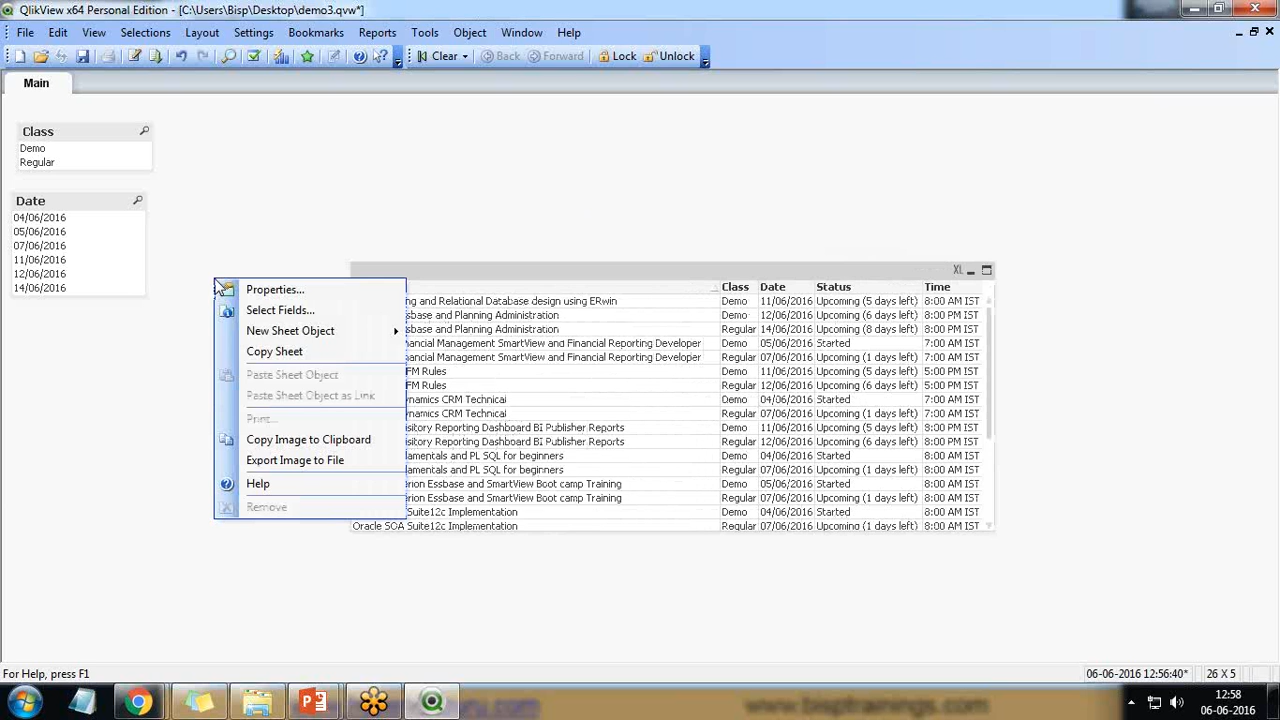 QlikView x64 Personal Edition - [C:\Users\Bisp\Desktop\demo3.qvw*]
File Edit View Selections Layout Settings Bookmarks Reports Tools Object Window Help
Clear Back Forward Lock Unlock
Main
Class
Demo
Regular
Date
04/06/2016
05/06/2016
07/06/2016
11/06/2016
12/06/2016
14/06/2016
Properties...
Select Fields...
New Sheet Object
Copy Sheet
Paste Sheet Object
Paste Sheet Object as Link
Print...
Copy Image to Clipboard
Export Image to File
Help
Remove
XL
Class Date Status Time
ng and Relational Database design using ERwin Demo 11/06/2016 Upcoming (5 days left) 8:00 AM IST
sbase and Planning Administration Demo 12/06/2016 Upcoming (6 days left) 8:00 AM IST
sbase and Planning Administration Regular 14/06/2016 Upcoming (8 days left) 8:00 AM IST
nancial Management SmartView and Financial Reporting Developer Demo 05/06/2016 Started 7:00 AM IST
nancial Management SmartView and Financial Reporting Developer Regular 07/06/2016 Upcoming (1 days left) 7:00 AM IST
FM Rules Demo 11/06/2016 Upcoming (5 days left) 5:00 PM IST
FM Rules Regular 12/06/2016 Upcoming (6 days left) 5:00 PM IST
ynamics CRM Technical Demo 04/06/2016 Started 7:00 AM IST
ynamics CRM Technical Regular 07/06/2016 Upcoming (1 days left) 7:00 AM IST
sitory Reporting Dashboard BI Publisher Reports Demo 11/06/2016 Upcoming (5 days left) 9:00 PM IST
sitory Reporting Dashboard BI Publisher Reports Regular 12/06/2016 Upcoming (6 days left) 9:00 PM IST
lamentals and PL SQL for beginners Demo 04/06/2016 Started 8:00 AM IST
lamentals and PL SQL for beginners Regular 07/06/2016 Upcoming (1 days left) 8:00 AM IST
erion Essbase and SmartView Boot camp Training Demo 05/06/2016 Started 7:00 AM IST
erion Essbase and SmartView Boot camp Training Regular 07/06/2016 Upcoming (1 days left) 7:00 AM IST
Suite12c Implementation Demo 04/06/2016 Started 8:00 AM IST
Oracle SOA Suite12c Implementation Regular 07/06/2016 Upcoming (1 days left) 8:00 AM IST
For Help, press F1
06-06-2016 12:56:40* 26 X 5
www.bisptrainings.com
12:58
06-06-2016